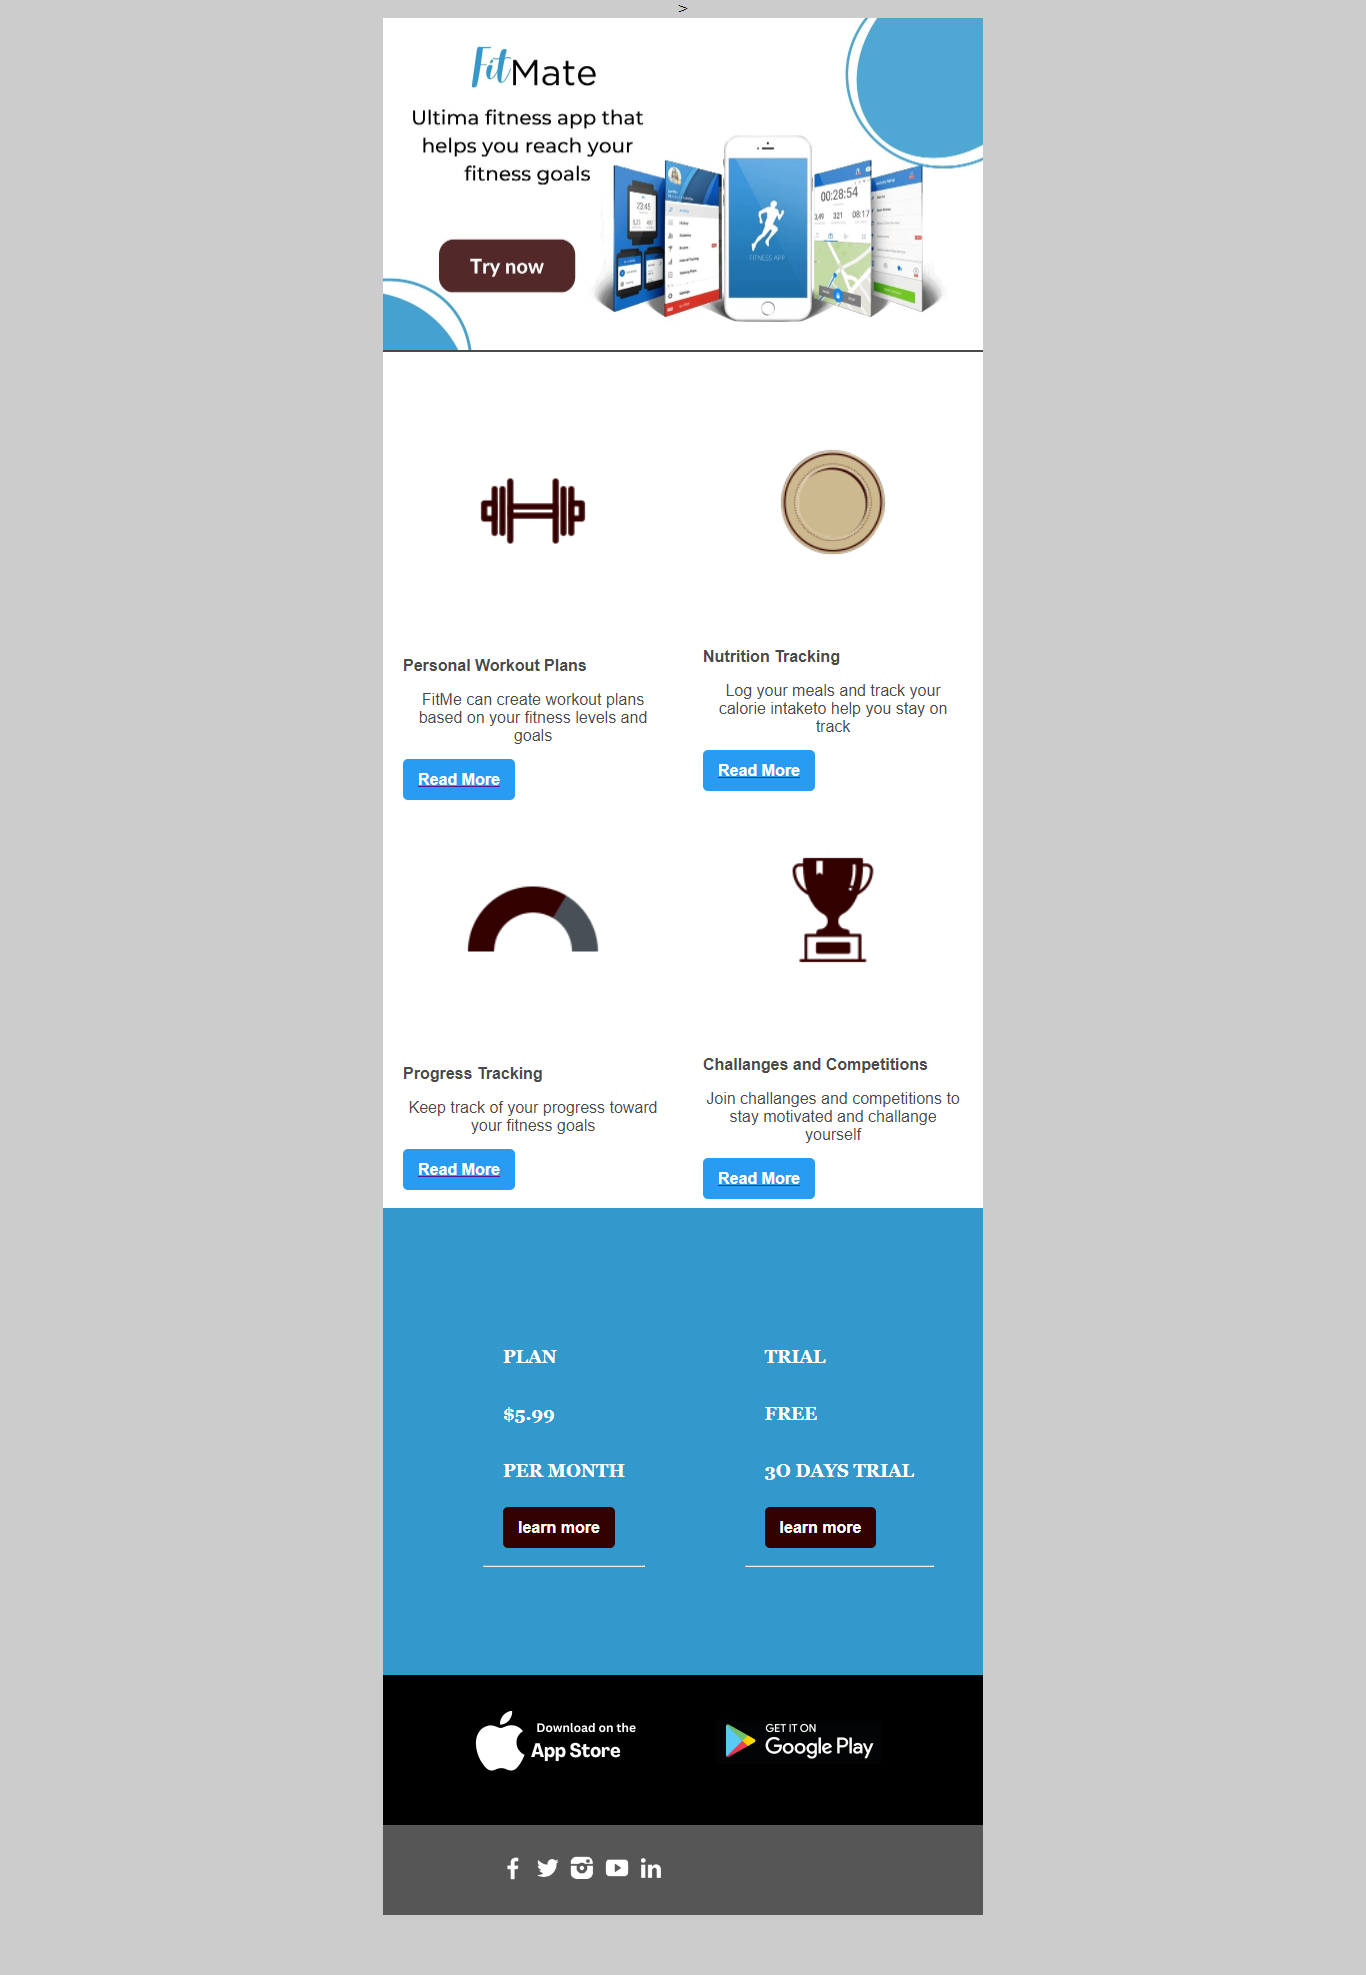 >
FitMate
Ultima fitness app that
helps you reach your
fitness goals
Try now
23:45
FITNESS APP
00:28:54
3,49 321 08:17
Personal Workout Plans
FitMe can create workout plans
based on your fitness levels and
goals
Read More
Nutrition Tracking
Log your meals and track your
calorie intaketo help you stay on
track
Read More
Progress Tracking
Keep track of your progress toward
your fitness goals
Read More
Challanges and Competitions
Join challanges and competitions to
stay motivated and challange
yourself
Read More
PLAN
$5.99
PER MONTH
learn more
TRIAL
FREE
30 DAYS TRIAL
learn more
Download on the
App Store
GET IT ON
Google Play